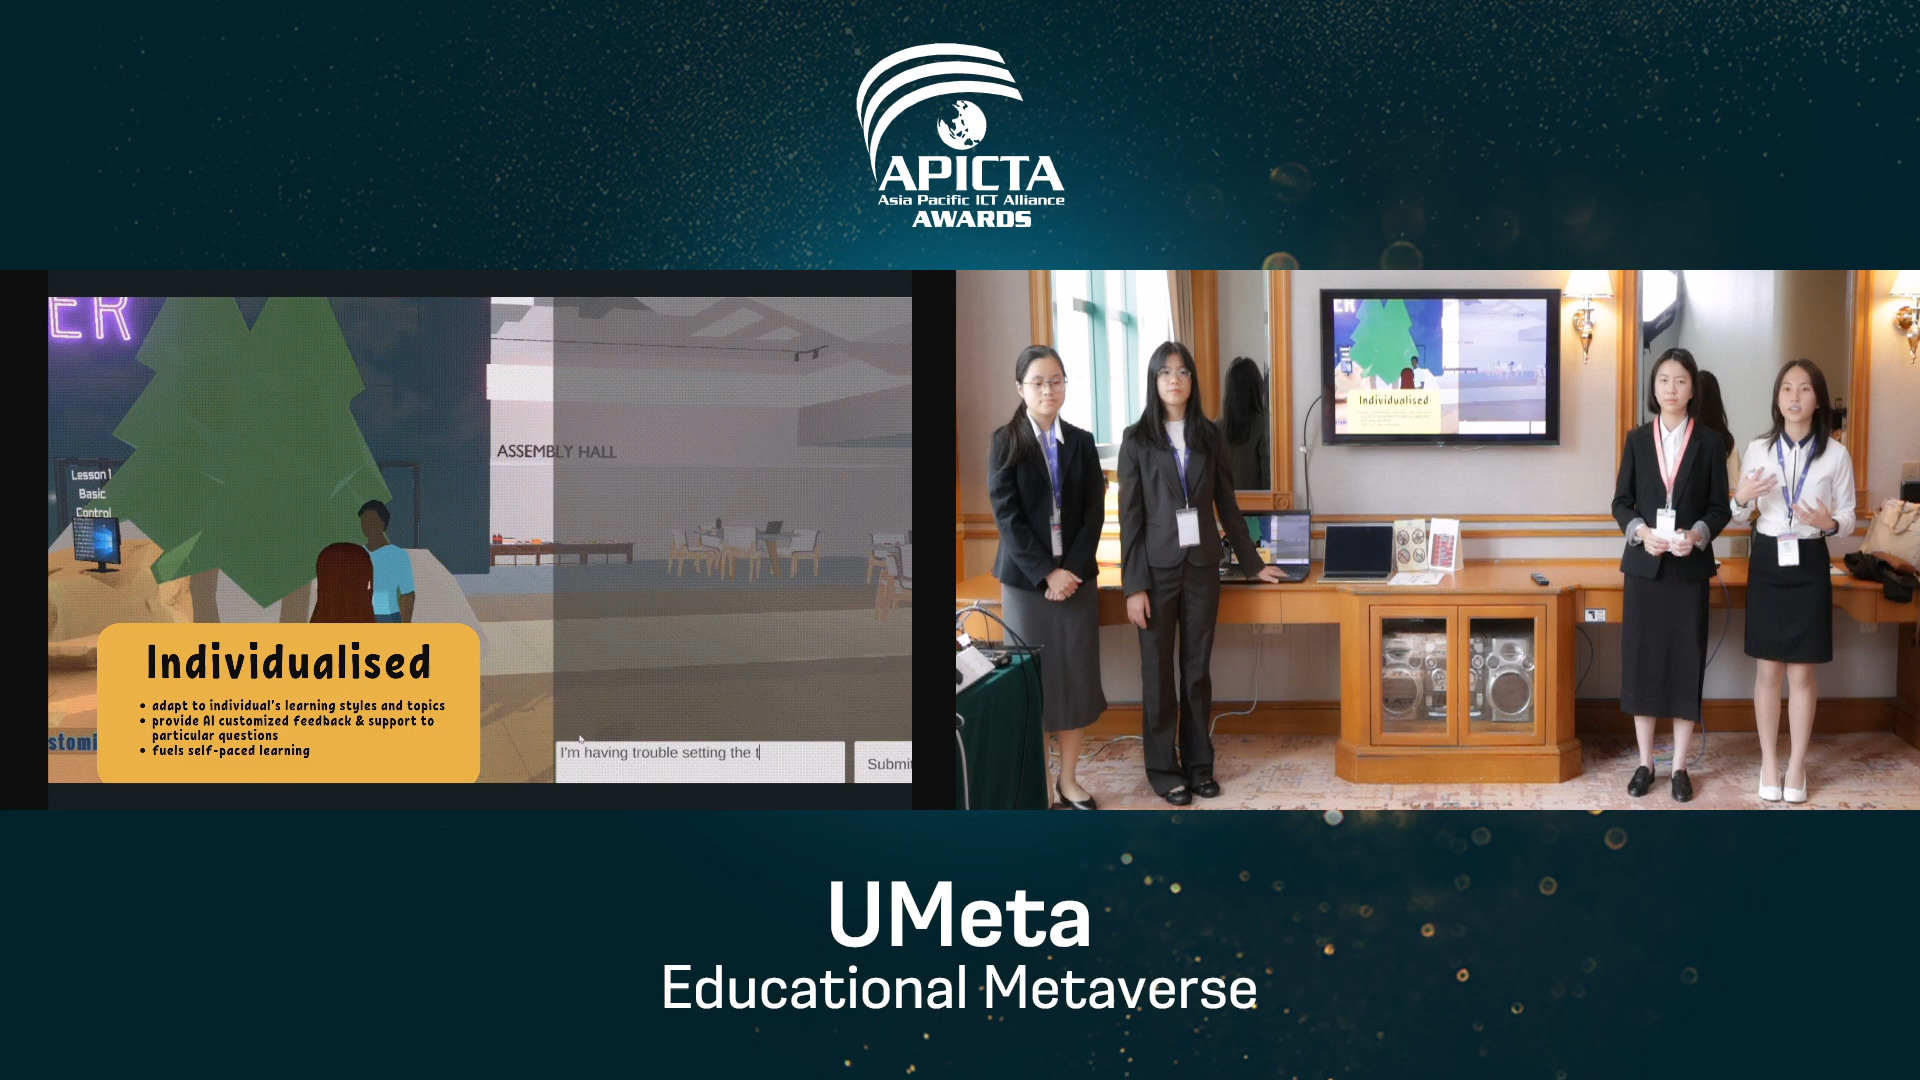 APICTA
Asia Pacific ICT Alliance
AWARDS
ER
ASSEMBLY HALL
Lesson 1
Basic
Control
Individualised
• adapt to individual's learning styles and topics
• provide AI customized feedback & support to
particular questions
• fuels self-paced learning
stomi
I'm having trouble setting the t
Submit
ER
Individualised
UMeta
Educational Metaverse